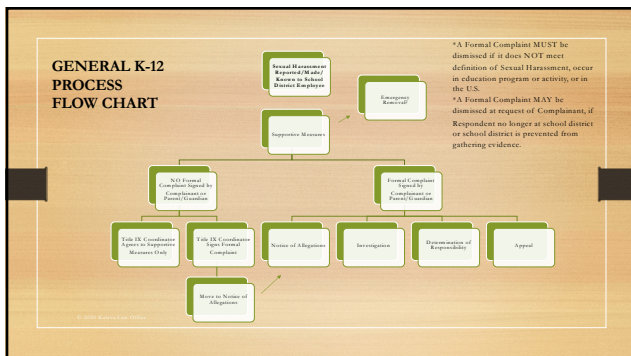 GENERAL K-12
PROCESS
FLOW CHART
Sexual Harassment
Reported/Made/
Known to School
District Employee
Emergency
Removal?
*A Formal Complaint MUST be
dismissed if it does NOT meet
definition of Sexual Harassment, occur
in education program or activity, or in
the U.S.
*A Formal Complaint MAY be
dismissed at request of Complainant, if
Respondent no longer at school district
or school district is prevented from
gathering evidence.
Supportive Measures
NO Formal
Complaint Signed by
Complainant or
Parent/Guardian
Formal Complaint
Signed by
Complainant or
Parent/Guardian
Title IX Coordinator
Agrees to Supportive
Measures Only
Title IX Coordinator
Signs Formal
Complaint
Notice of Allegations
Investigation
Determination of
Responsibility
Appeal
Move to Notice of
Allegations